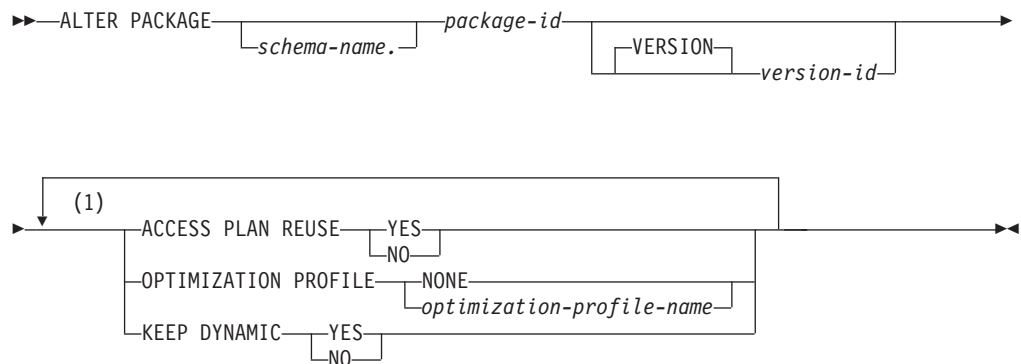 ALTER PACKAGE schema-name. package-id VERSION version-id
(1)
ACCESS PLAN REUSE YES
NO
OPTIMIZATION PROFILE NONE
optimization-profile-name
KEEP DYNAMIC YES
NO